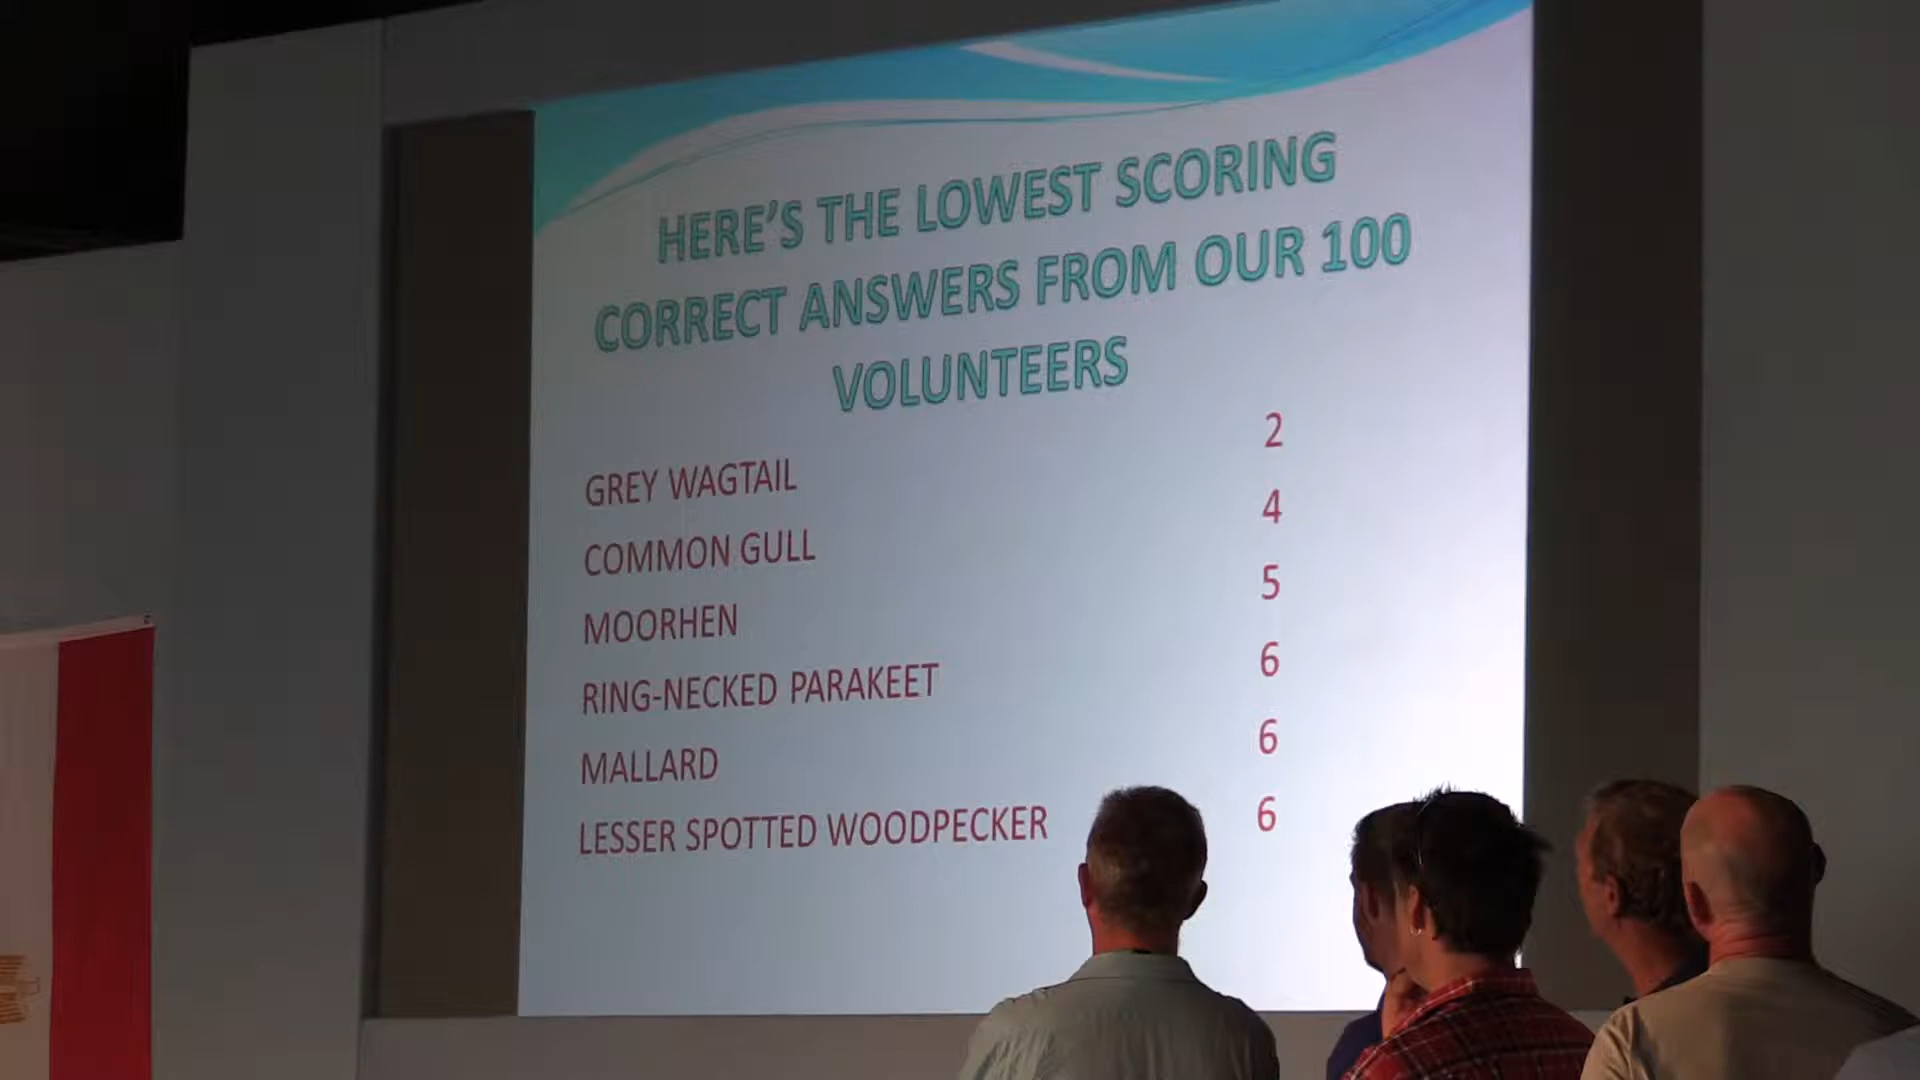 HERE'S THE LOWEST SCORING
CORRECT ANSWERS FROM OUR 100
VOLUNTEERS
GREY WAGTAIL 2
COMMON GULL 4
MOORHEN 5
RING-NECKED PARAKEET 6
MALLARD 6
LESSER SPOTTED WOODPECKER 6